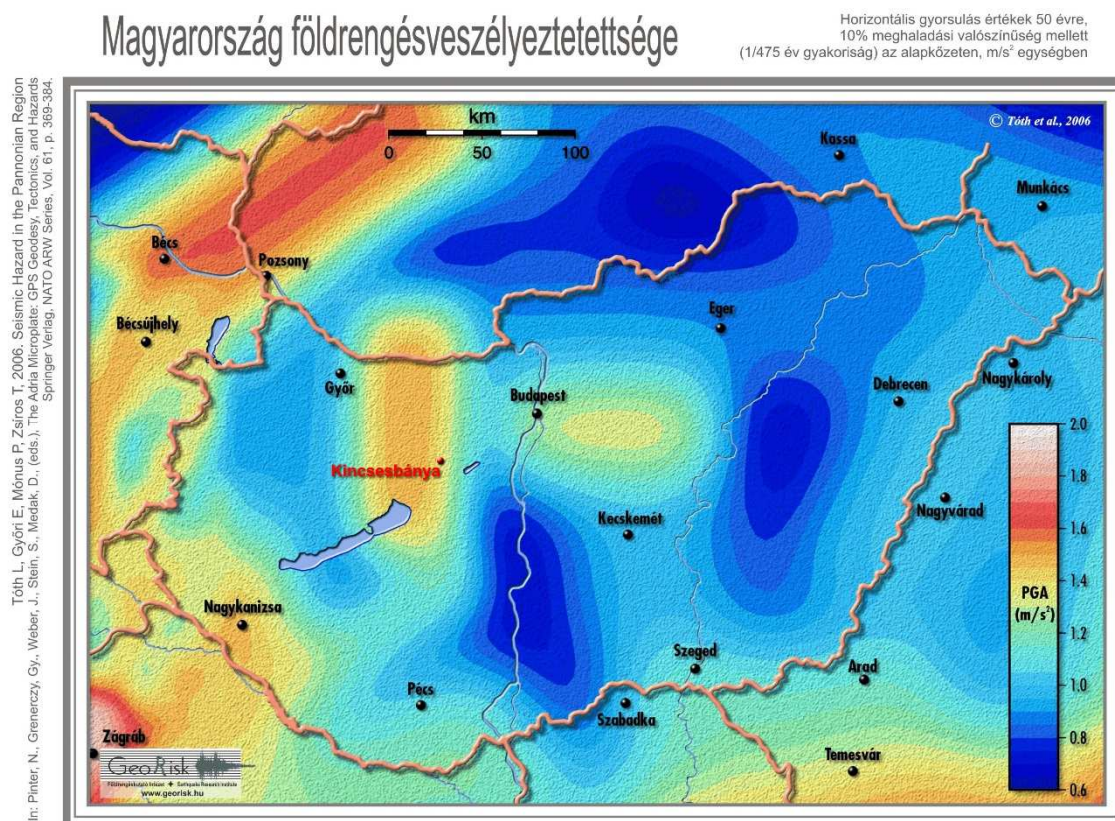 Magyarország földrengésveszélyeztetettsége
Horizontális gyorsulás értékek 50 évre,
10% meghaladási valószínűség mellett
(1/475 év gyakoriság) az alapkőzeten, m/s² egységben
Tóth L, Győri E, Mónus P, Zsíros T, 2006. Seismic Hazard in the Pannonian Region
In: Pinter, N., Grenerczy, Gy., Weber, J., Stein, S., Medak, D., (eds.), The Adria Microplate: GPS Geodesy, Tectonics, and Hazards
Springer Verlag, NATO ARW Series, Vol. 61, p. 369-384.
km
0 50 100
© Tóth et al., 2006
Kassa
Munkács
Bécs
Pozsony
Eger
Bécsújhely
Győr
Budapest
Debrecen
Nagykároly
Kincsesbánya
Kecskemét
Nagyvárad
Nagykanizsa
Szeged
Arad
Pécs
Szabadka
Zágráb
Temesvár
PGA
(m/s²)
2.0
1.8
1.6
1.4
1.2
1.0
0.8
0.6
GeoRisk
Földrengéskutató Intézet Earthquake Research Institute
www.georisk.hu